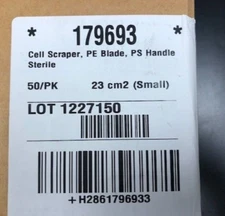 * 179693 *
Cell Scraper, PE Blade, PS Handle
Sterile
50/PK 23 cm2 (Small)
LOT 1227150
+H2861796933